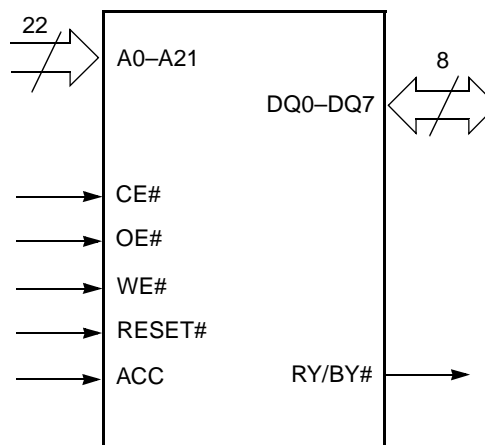 22
A0–A21
8
DQ0–DQ7
CE#
OE#
WE#
RESET#
ACC
RY/BY#